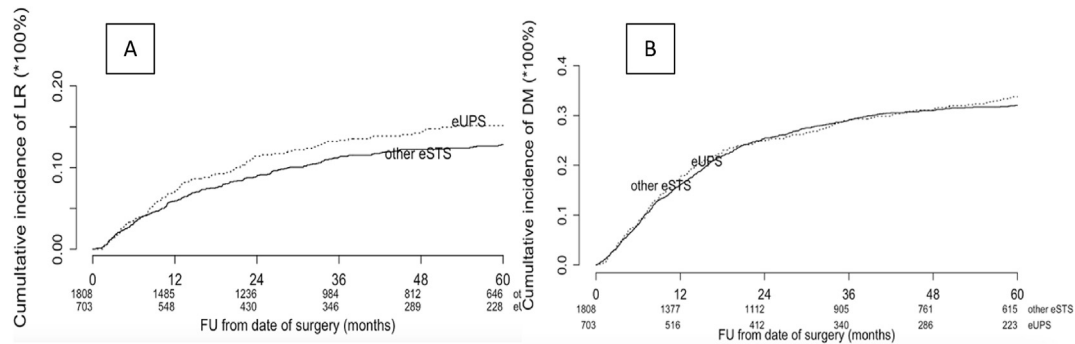 A
Cumultative incidence of LR (*100%)
0.20
0.10
0.00
eUPS
other eSTS
0 12 24 36 48 60
1808 1485 1236 984 812 646 ot
703 548 430 346 289 228 el
FU from date of surgery (months)
B
Cumultative incidence of DM (*100%)
0.4
0.3
0.2
0.1
0.0
eUPS
other eSTS
0 12 24 36 48 60
1808 1377 1112 905 761 615 other eSTS
703 516 412 340 286 223 eUPS
FU from date of surgery (months)